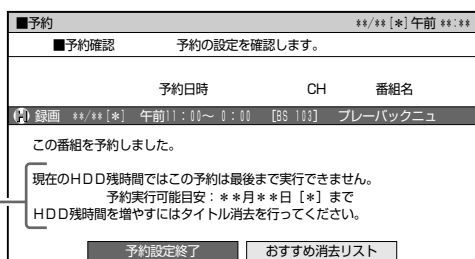 ■予約 **/**[*]午前 **:**
■予約確認 予約の設定を確認します。
予約日時 CH 番組名
H 録画 **/**[*] 午前11:00〜 0:00 [BS 103] プレーバックニュ
この番組を予約しました。
現在のHDD残時間ではこの予約は最後まで実行できません。
予約実行可能目安:**月**日[*]まで
HDD残時間を増やすにはタイトル消去を行ってください。
予約設定終了 おすすめ消去リスト